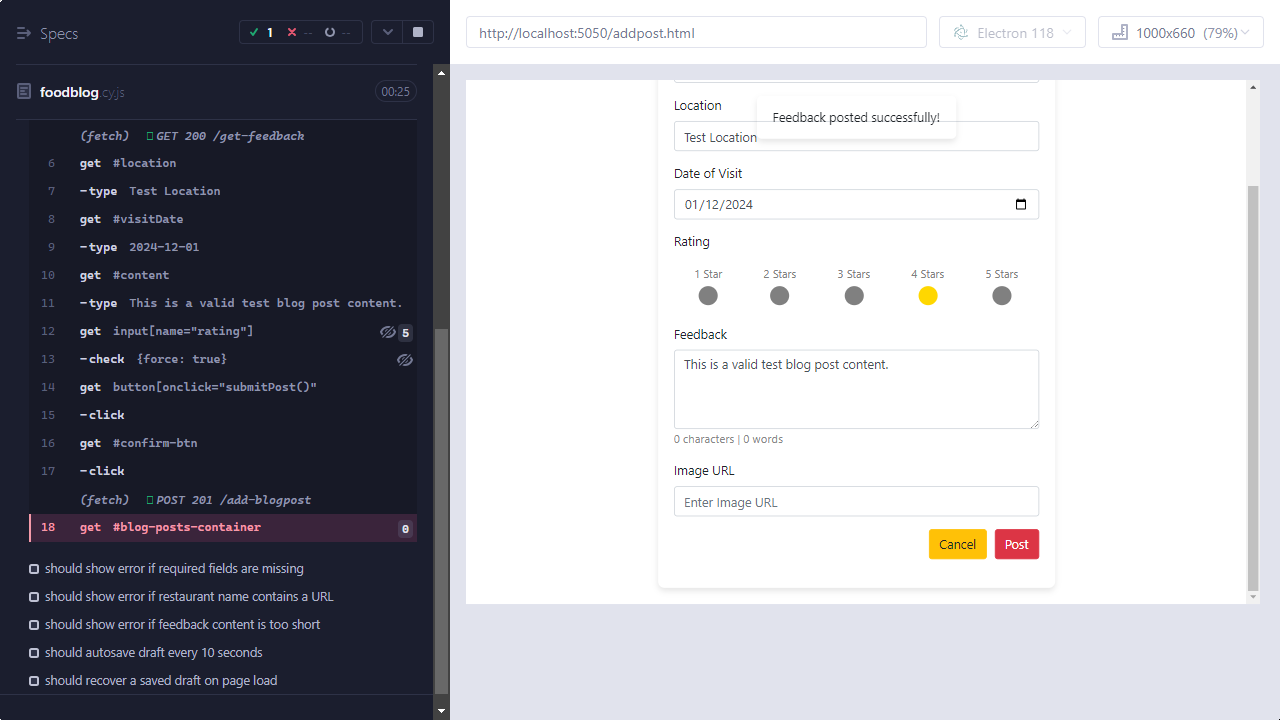 Specs
1
--
--
http://localhost:5050/addpost.html
Electron 118
1000x660 (79%)
foodblog.cy.js
00:25
(fetch) GET 200 /get-feedback
6 get #location
7 -type Test Location
8 get #visitDate
9 -type 2024-12-01
10 get #content
11 -type This is a valid test blog post content.
12 get input[name="rating"] 5
13 -check {force: true}
14 get button[onclick="submitPost()"
15 -click
16 get #confirm-btn
17 -click
(fetch) POST 201 /add-blogpost
18 get #blog-posts-container 0
should show error if required fields are missing
should show error if restaurant name contains a URL
should show error if feedback content is too short
should autosave draft every 10 seconds
should recover a saved draft on page load
Location
Feedback posted successfully!
Test Location
Date of Visit
01/12/2024
Rating
1 Star 2 Stars 3 Stars 4 Stars 5 Stars
Feedback
This is a valid test blog post content.
0 characters | 0 words
Image URL
Enter Image URL
Cancel Post